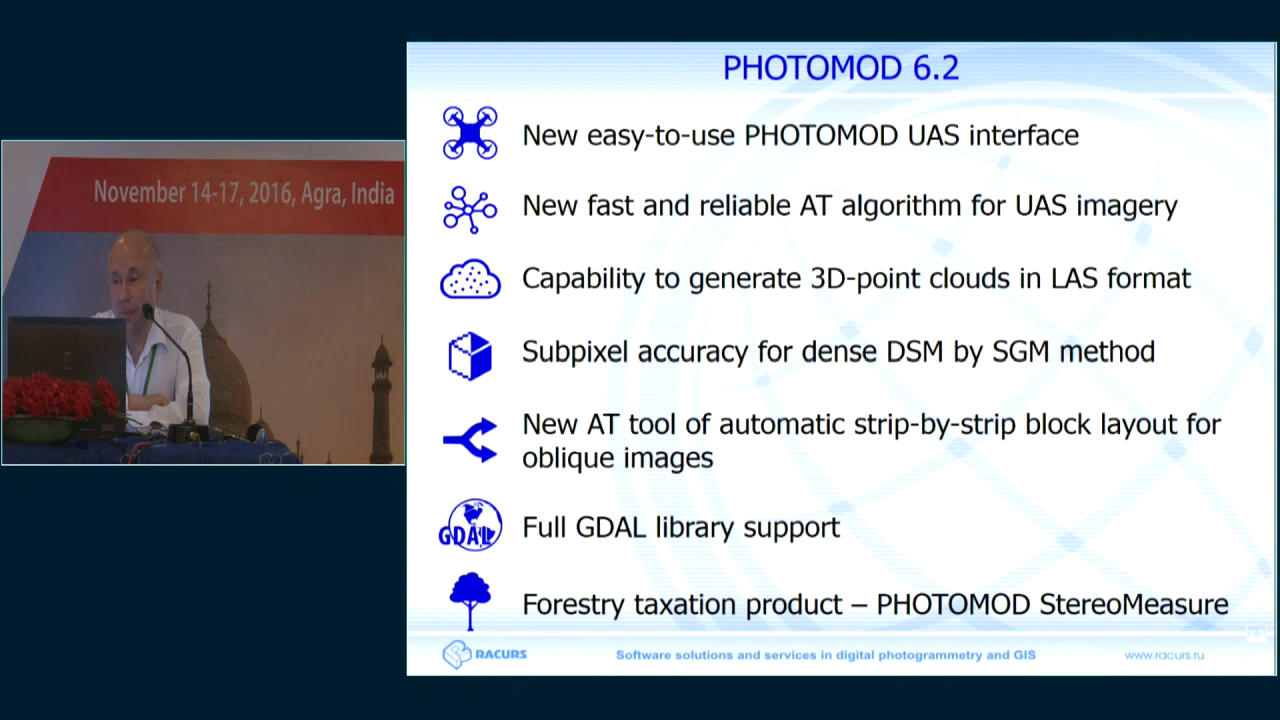 November 14-17, 2016, Agra, India
PHOTOMOD 6.2
New easy-to-use PHOTOMOD UAS interface
New fast and reliable AT algorithm for UAS imagery
Capability to generate 3D-point clouds in LAS format
Subpixel accuracy for dense DSM by SGM method
New AT tool of automatic strip-by-strip block layout for
oblique images
GDAL
Full GDAL library support
Forestry taxation product – PHOTOMOD StereoMeasure
RACURS
Software solutions and services in digital photogrammetry and GIS
www.racurs.ru